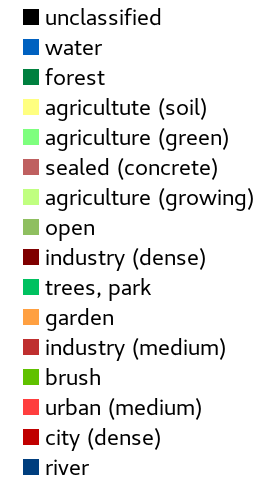 unclassified
water
forest
agricultute (soil)
agriculture (green)
sealed (concrete)
agriculture (growing)
open
industry (dense)
trees, park
garden
industry (medium)
brush
urban (medium)
city (dense)
river